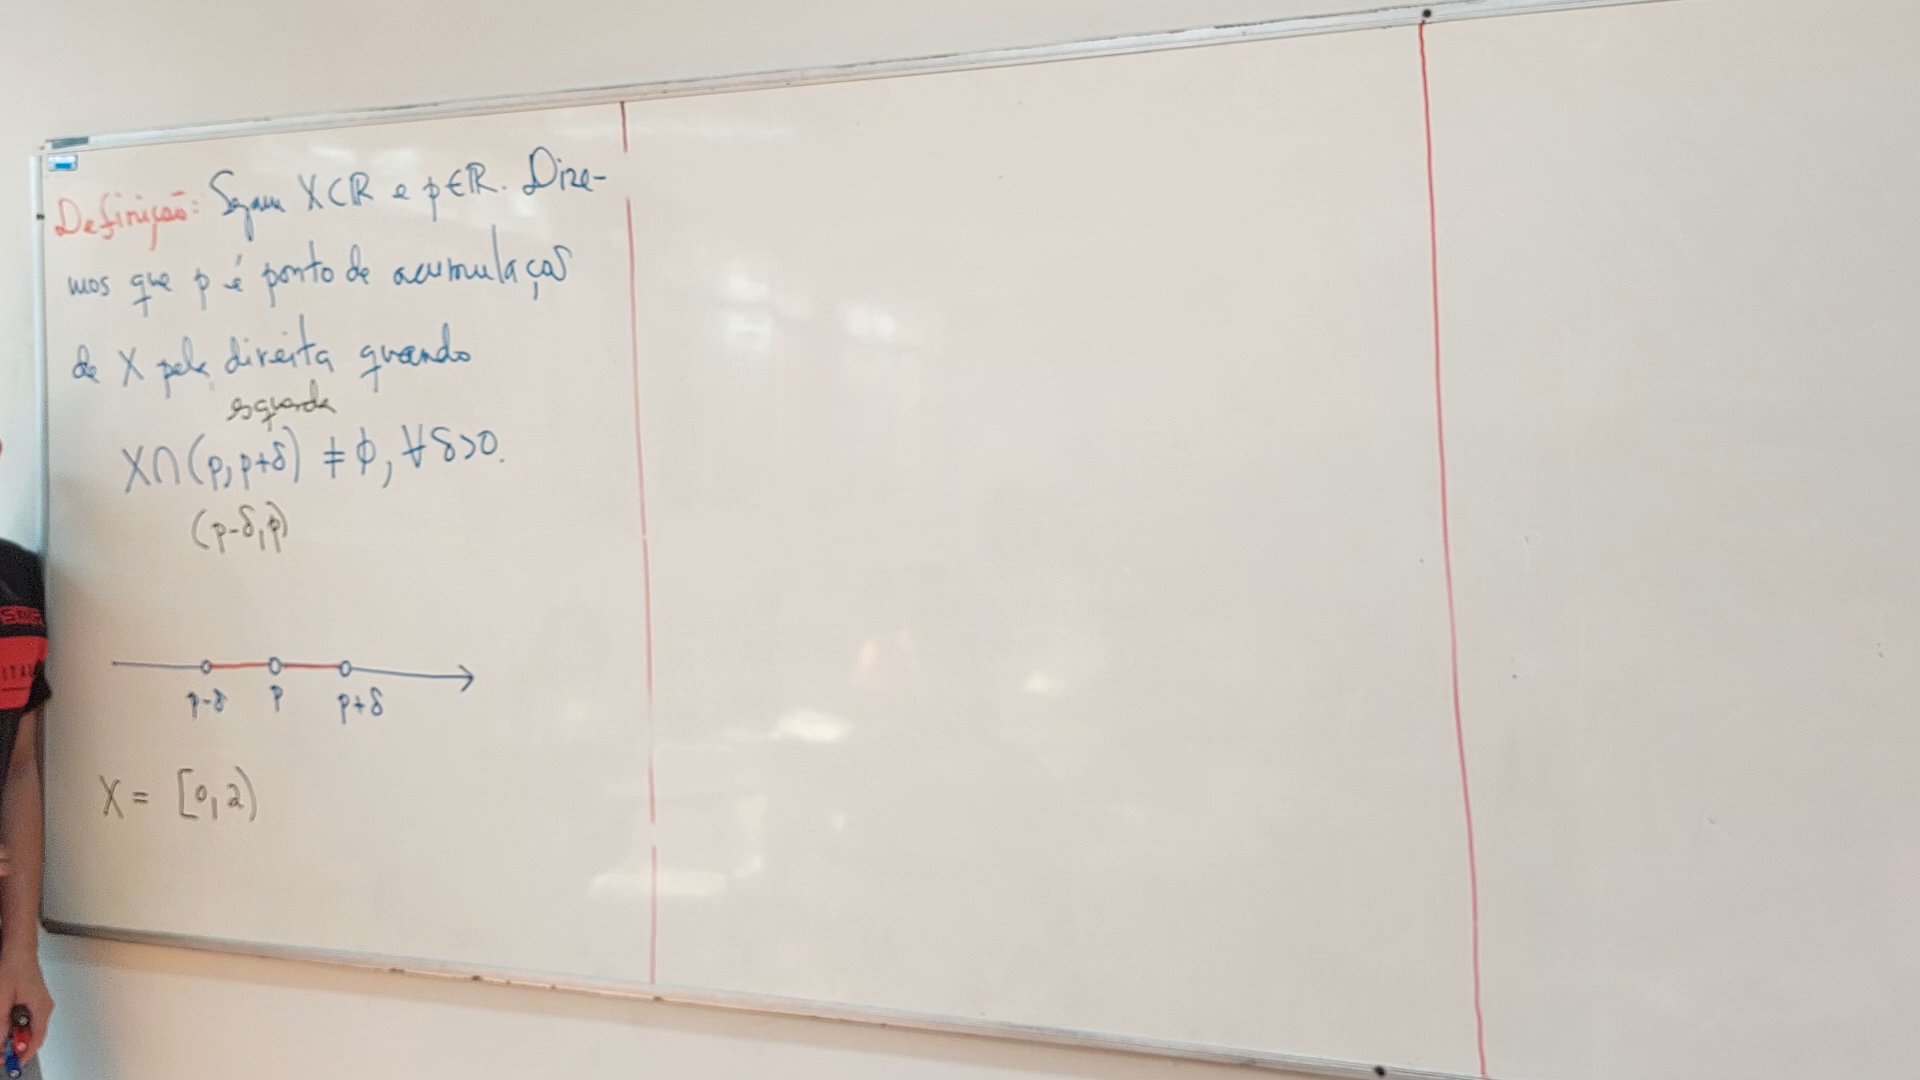 Definição: Sejam X⊂ℝ e p∈ℝ. Dize-
mos que p é ponto de acumulação
de X pela direita quando
esquerda
X∩(p,p+δ) ≠ ϕ, ∀δ>0.
(p-δ,p)
p-δ p p+δ
X = [0,2)